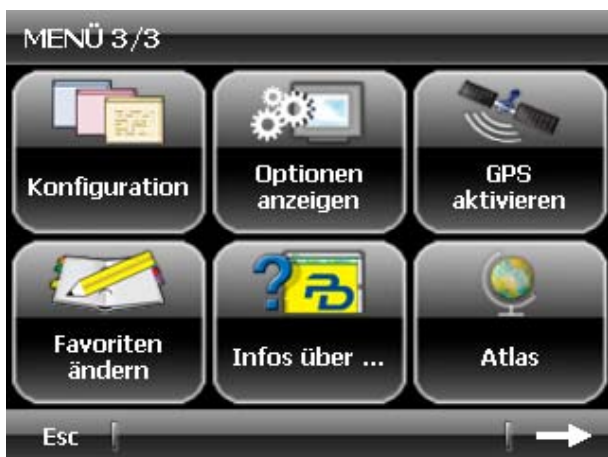 MENÜ 3/3
Konfiguration
Optionen
anzeigen
GPS
aktivieren
Favoriten
ändern
Infos über ...
Atlas
Esc